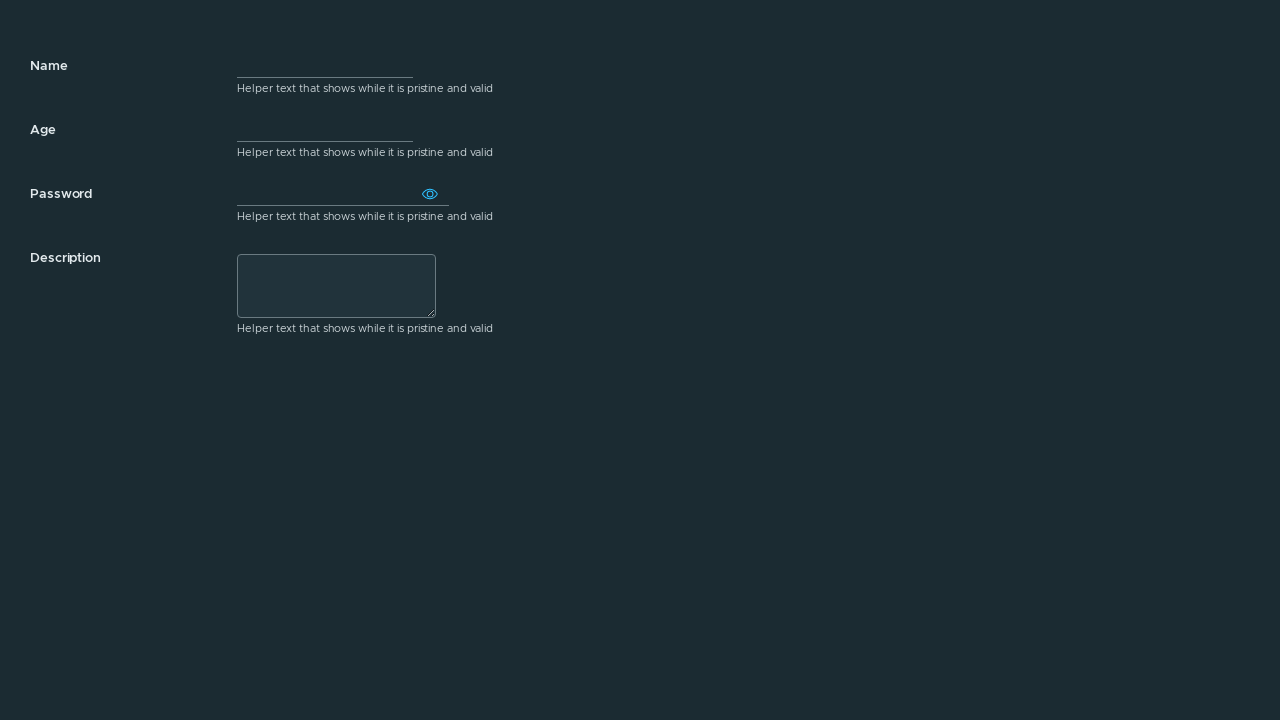 Name
Helper text that shows while it is pristine and valid
Age
Helper text that shows while it is pristine and valid
Password
Helper text that shows while it is pristine and valid
Description
Helper text that shows while it is pristine and valid